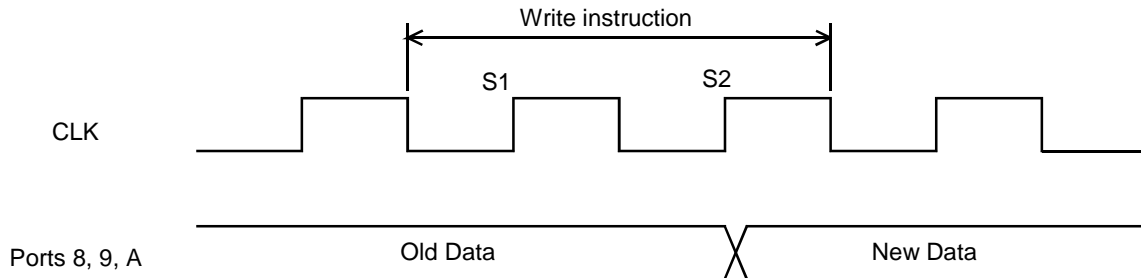 Write instruction
S1
S2
CLK
Ports 8, 9, A
Old Data
New Data